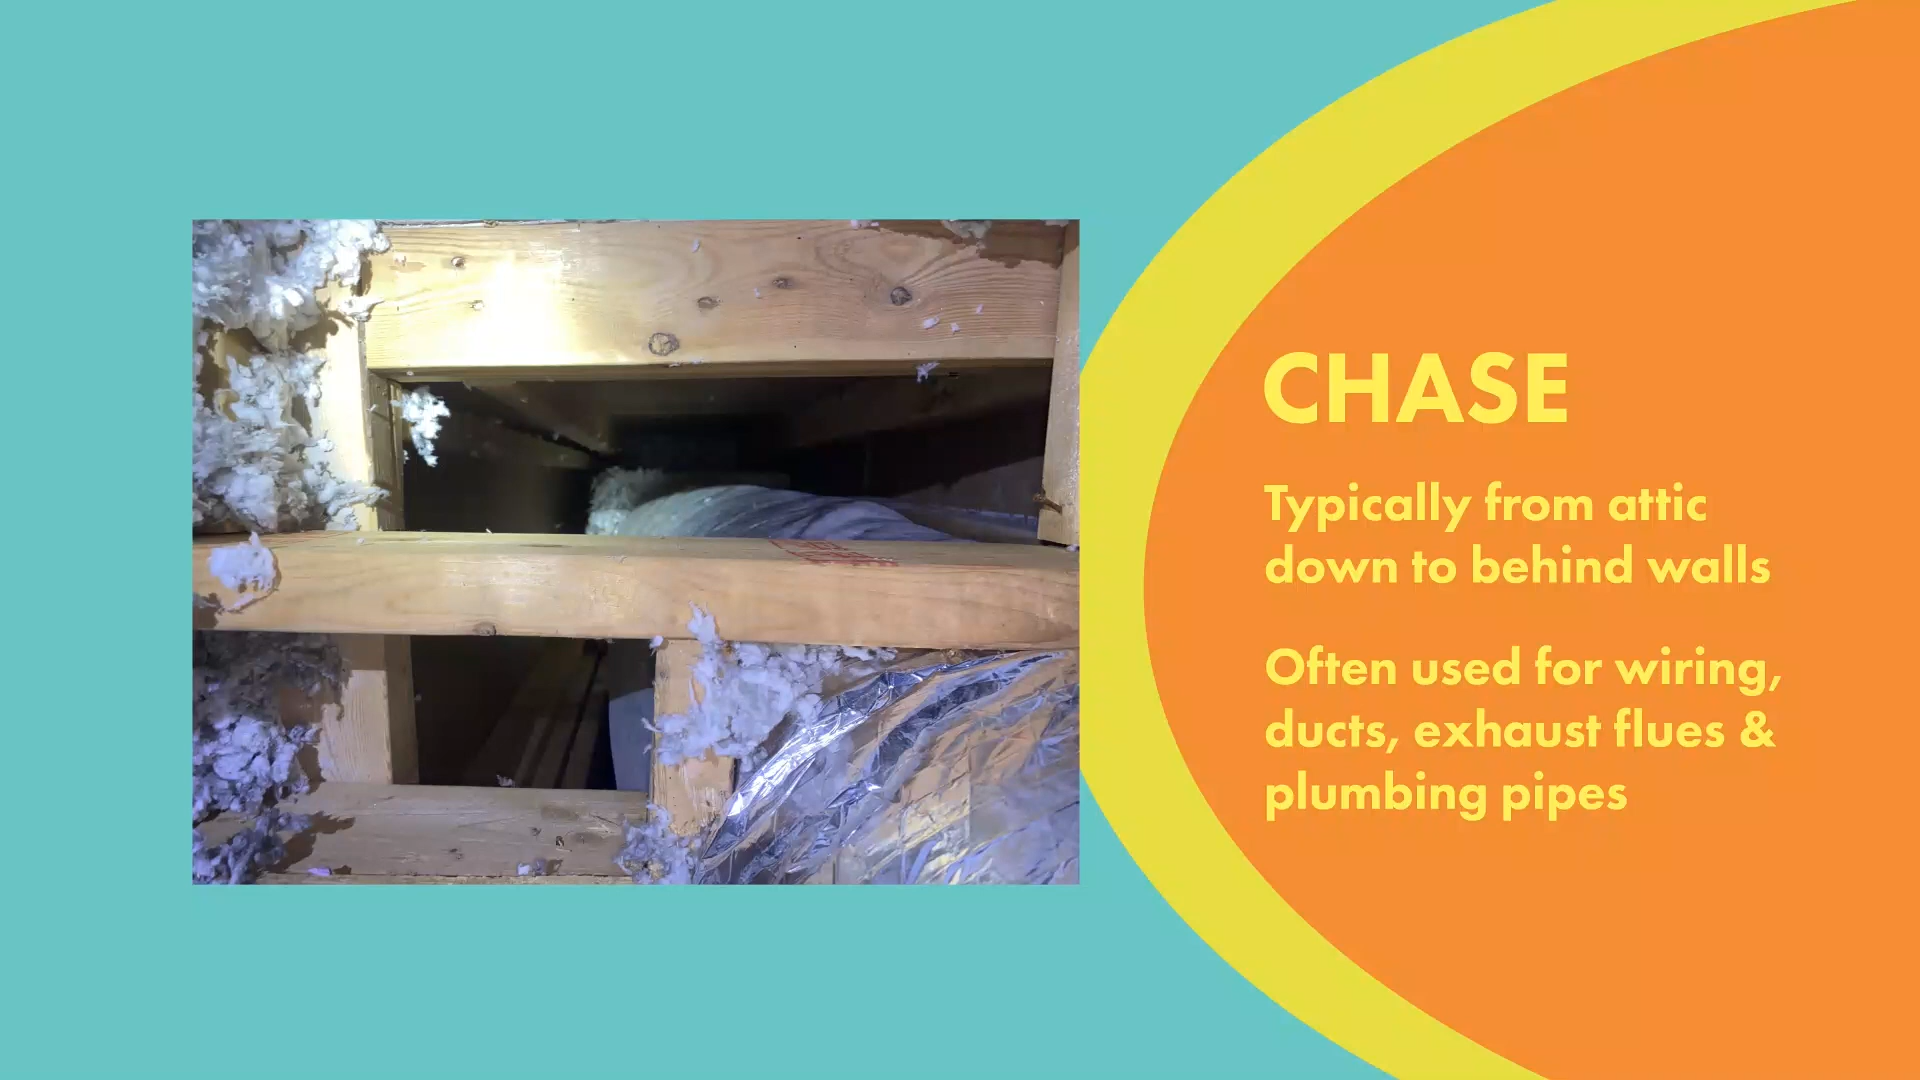 CHASE
Typically from attic
down to behind walls
Often used for wiring,
ducts, exhaust flues &
plumbing pipes